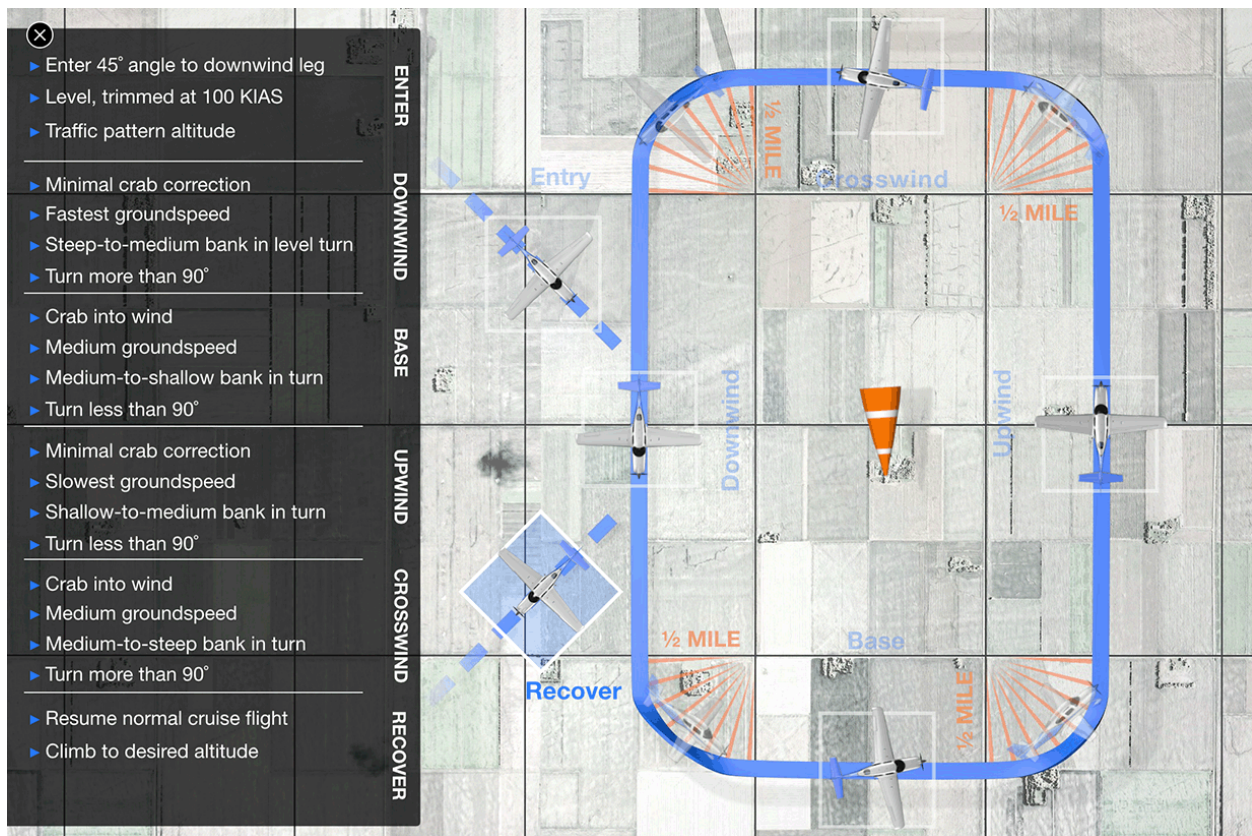 Enter 45° angle to downwind leg
Level, trimmed at 100 KIAS
Traffic pattern altitude
ENTER
Minimal crab correction
Fastest groundspeed
Steep-to-medium bank in level turn
Turn more than 90°
DOWNWIND
Crab into wind
Medium groundspeed
Medium-to-shallow bank in turn
Turn less than 90°
BASE
Minimal crab correction
Slowest groundspeed
Shallow-to-medium bank in turn
Turn less than 90°
UPWIND
Crab into wind
Medium groundspeed
Medium-to-steep bank in turn
Turn more than 90°
CROSSWIND
Resume normal cruise flight
Climb to desired altitude
RECOVER
Entry
½ MILE
Crosswind
½ MILE
Downwind
Upwind
½ MILE
Base
½ MILE
Recover